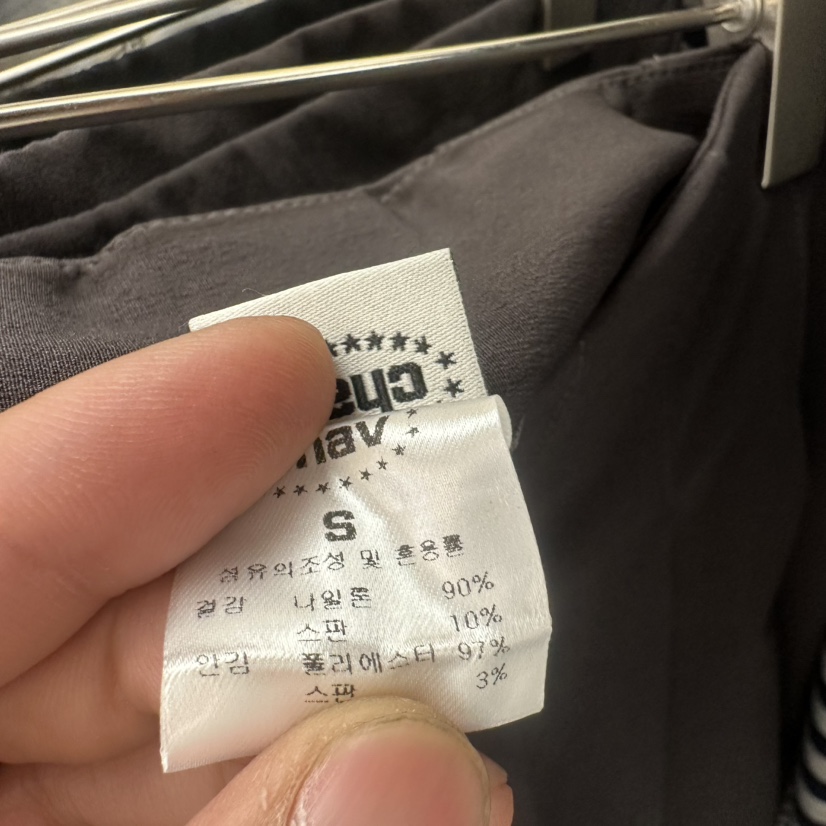 S
섬유의조성 및 혼용률
겉감 나일론 90%
스판 10%
안감 폴리에스터 97%
스판 3%